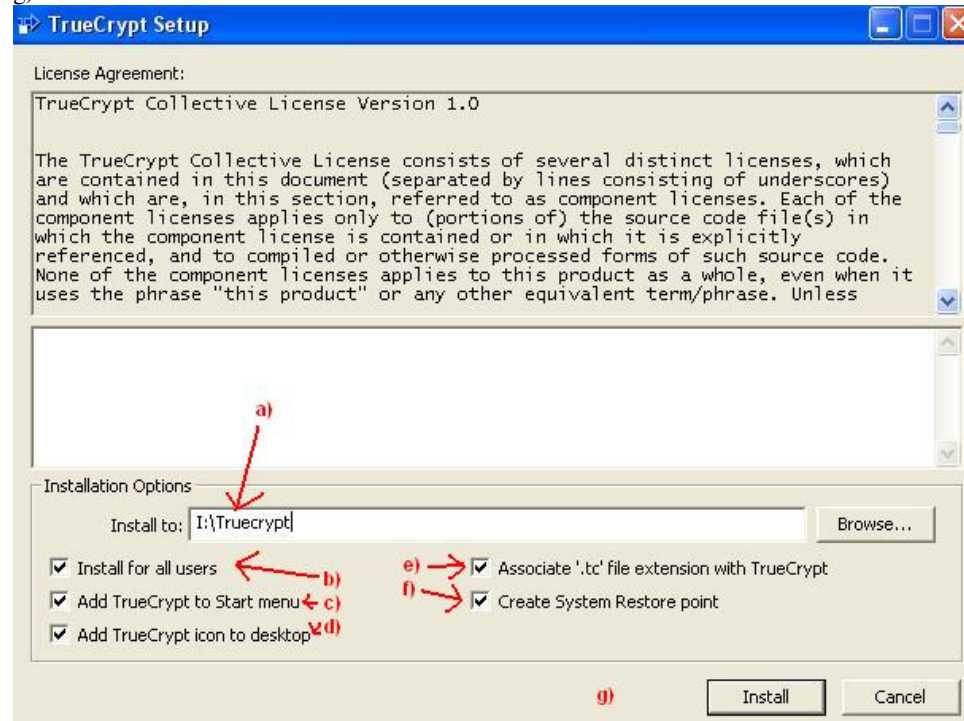 g)
TrueCrypt Setup
License Agreement:
TrueCrypt Collective License Version 1.0
The TrueCrypt Collective License consists of several distinct licenses, which
are contained in this document (separated by lines consisting of underscores)
and which are, in this section, referred to as component licenses. Each of the
component licenses applies only to (portions of) the source code file(s) in
which the component license is contained or in which it is explicitly
referenced, and to compiled or otherwise processed forms of such source code.
None of the component licenses applies to this product as a whole, even when it
uses the phrase "this product" or any other equivalent term/phrase. Unless
a)
Installation Options
Install to: I:\Truecrypt Browse...
Install for all users b) e) Associate '.tc' file extension with TrueCrypt
Add TrueCrypt to Start menu c) f) Create System Restore point
Add TrueCrypt icon to desktop d)
g) Install Cancel